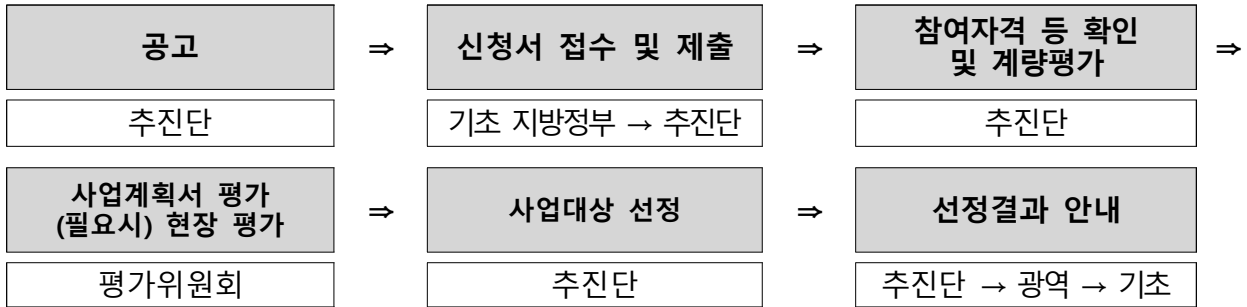 공고 ⇒ 신청서 접수 및 제출 ⇒ 참여자격 등 확인
및 계량평가 ⇒
추진단 기초 지방정부 → 추진단 추진단
사업계획서 평가
(필요시) 현장 평가 ⇒ 사업대상 선정 ⇒ 선정결과 안내
평가위원회 추진단 추진단 → 광역 → 기초